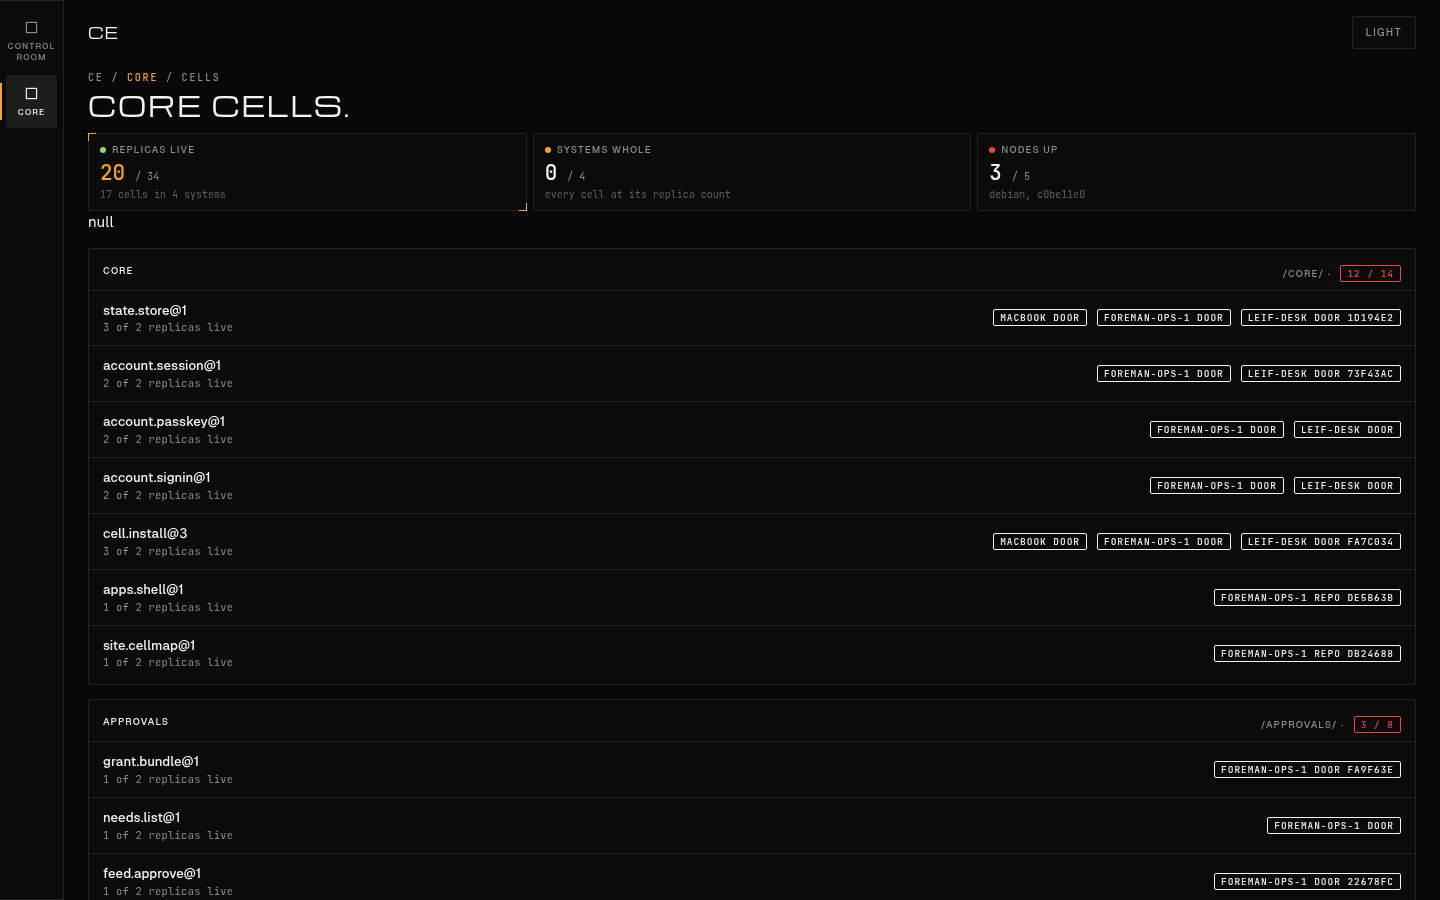 CONTROL
ROOM
CORE
CE
LIGHT
CE / CORE / CELLS
CORE CELLS.
REPLICAS LIVE
20 / 34
17 cells in 4 systems
SYSTEMS WHOLE
0 / 4
every cell at its replica count
NODES UP
3 / 5
debian, c0be11e0
null
CORE
/CORE/ · 12 / 14
state.store@1
3 of 2 replicas live
MACBOOK DOOR FOREMAN-OPS-1 DOOR LEIF-DESK DOOR 1D194E2
account.session@1
2 of 2 replicas live
FOREMAN-OPS-1 DOOR LEIF-DESK DOOR 73F43AC
account.passkey@1
2 of 2 replicas live
FOREMAN-OPS-1 DOOR LEIF-DESK DOOR
account.signin@1
2 of 2 replicas live
FOREMAN-OPS-1 DOOR LEIF-DESK DOOR
cell.install@3
3 of 2 replicas live
MACBOOK DOOR FOREMAN-OPS-1 DOOR LEIF-DESK DOOR FA7C034
apps.shell@1
1 of 2 replicas live
FOREMAN-OPS-1 REPO DE5B63B
site.cellmap@1
1 of 2 replicas live
FOREMAN-OPS-1 REPO DB24688
APPROVALS
/APPROVALS/ · 3 / 8
grant.bundle@1
1 of 2 replicas live
FOREMAN-OPS-1 DOOR FA9F63E
needs.list@1
1 of 2 replicas live
FOREMAN-OPS-1 DOOR
feed.approve@1
1 of 2 replicas live
FOREMAN-OPS-1 DOOR 22678FC